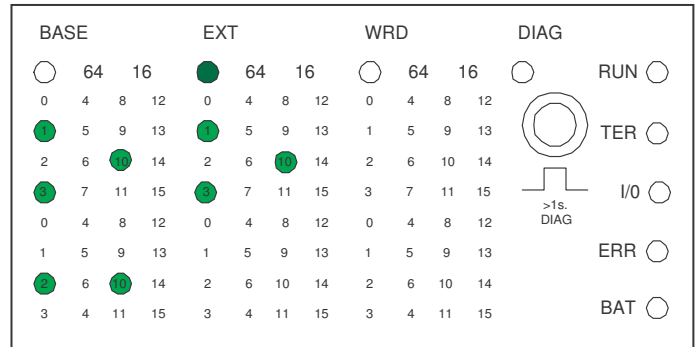 BASE EXT WRD DIAG
64 16 64 16 64 16 RUN
0 4 8 12 0 4 8 12 0 4 8 12
1 5 9 13 1 5 9 13 1 5 9 13 TER
2 6 10 14 2 6 10 14 2 6 10 14
3 7 11 15 3 7 11 15 3 7 11 15 I/0
>1s.
DIAG
0 4 8 12 0 4 8 12 0 4 8 12
1 5 9 13 1 5 9 13 1 5 9 13 ERR
2 6 10 14 2 6 10 14 2 6 10 14
3 4 11 15 3 4 11 15 3 4 11 15 BAT